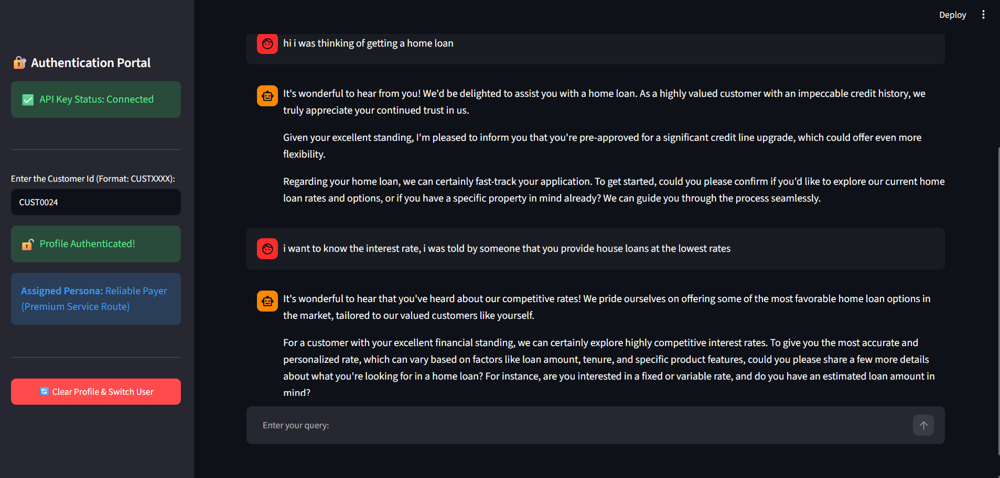 Deploy
Authentication Portal
API Key Status: Connected
Enter the Customer Id (Format: CUSTXXXX):
CUST0024
Profile Authenticated!
Assigned Persona: Reliable Payer
(Premium Service Route)
Clear Profile & Switch User
hi i was thinking of getting a home loan
It's wonderful to hear from you! We'd be delighted to assist you with a home loan. As a highly valued customer with an impeccable credit history, we
truly appreciate your continued trust in us.
Given your excellent standing, I'm pleased to inform you that you're pre-approved for a significant credit line upgrade, which could offer even more
flexibility.
Regarding your home loan, we can certainly fast-track your application. To get started, could you please confirm if you'd like to explore our current home
loan rates and options, or if you have a specific property in mind already? We can guide you through the process seamlessly.
i want to know the interest rate, i was told by someone that you provide house loans at the lowest rates
It's wonderful to hear that you've heard about our competitive rates! We pride ourselves on offering some of the most favorable home loan options in
the market, tailored to our valued customers like yourself.
For a customer with your excellent financial standing, we can certainly explore highly competitive interest rates. To give you the most accurate and
personalized rate, which can vary based on factors like loan amount, tenure, and specific product features, could you please share a few more details
about what you're looking for in a home loan? For instance, are you interested in a fixed or variable rate, and do you have an estimated loan amount in
mind?
Enter your query: